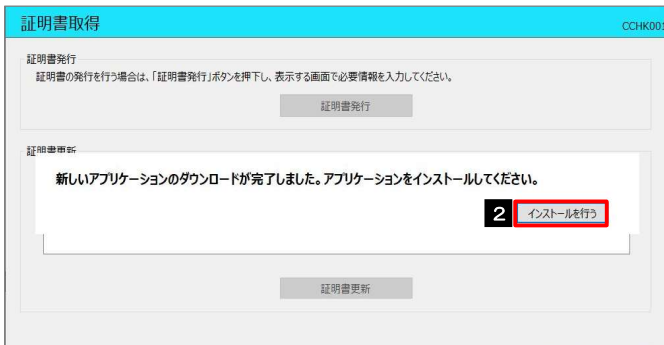 証明書取得
CCHK001
証明書発行
証明書の発行を行う場合は、「証明書発行」ボタンを押下し、表示する画面で必要情報を入力してください。
証明書発行
証明書更新
新しいアプリケーションのダウンロードが完了しました。アプリケーションをインストールしてください。
2 インストールを行う
証明書更新